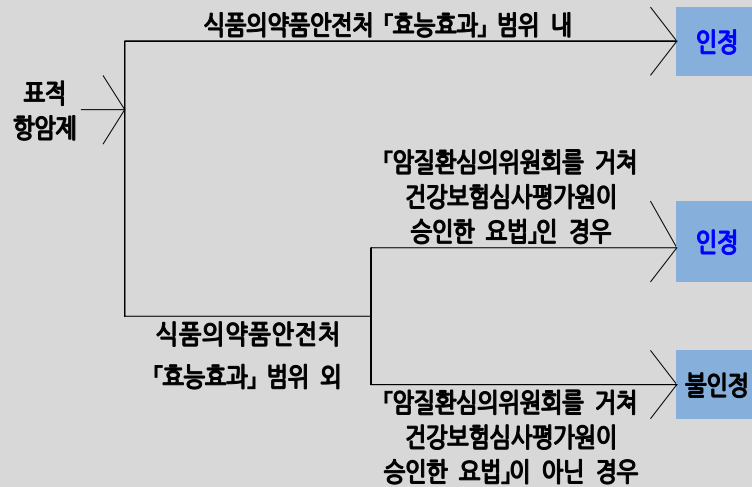 식품의약품안전처 「효능효과」 범위 내
인정
표적
항암제
「암질환심의위원회를 거쳐
건강보험심사평가원이
승인한 요법」인 경우
인정
식품의약품안전처
「효능효과」 범위 외
불인정
「암질환심의위원회를 거쳐
건강보험심사평가원이
승인한 요법」이 아닌 경우